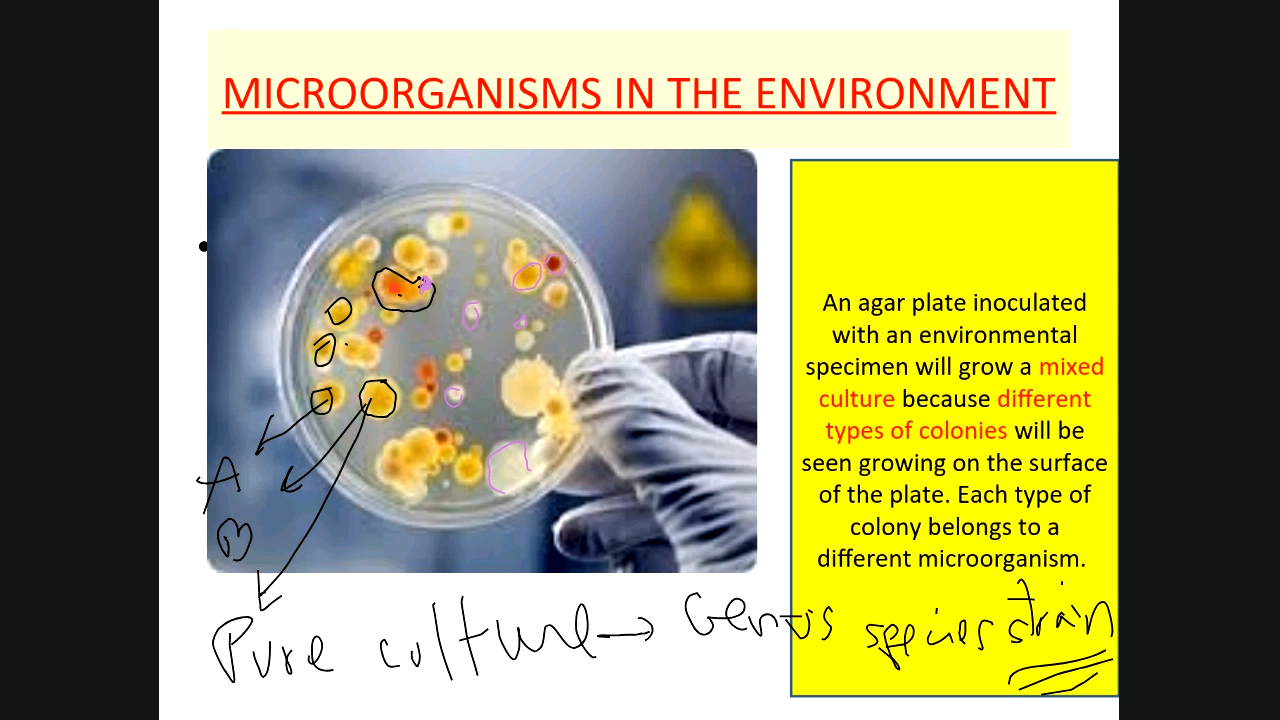 MICROORGANISMS IN THE ENVIRONMENT
•
An agar plate inoculated
with an environmental
specimen will grow a mixed
culture because different
types of colonies will be
seen growing on the surface
of the plate. Each type of
colony belongs to a
different microorganism.
A
B
Pure culture → Genus species strain